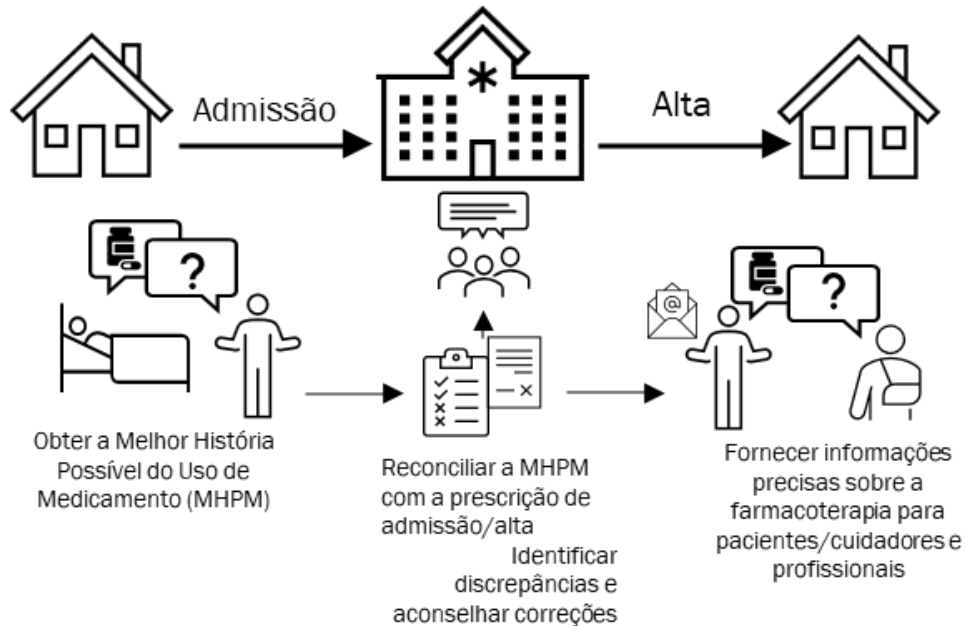 Admissão
Alta
Obter a Melhor História
Possível do Uso de
Medicamento (MHPM)
Reconciliar a MHPM
com a prescrição de
admissão/alta
Identificar
discrepâncias e
aconselhar correções
Fornecer informações
precisas sobre a
farmacoterapia para
pacientes/cuidadores e
profissionais